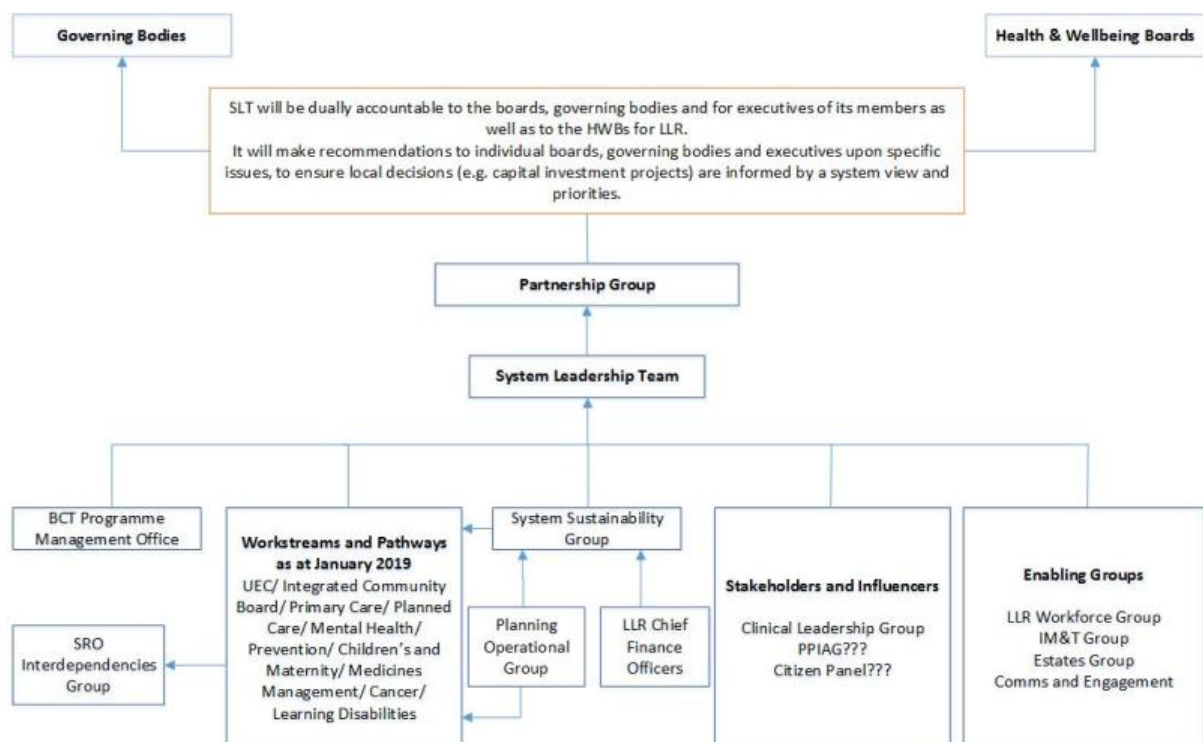 Governing Bodies
Health & Wellbeing Boards
SLT will be dually accountable to the boards, governing bodies and for executives of its members as
well as to the HWBs for LLR.
It will make recommendations to individual boards, governing bodies and executives upon specific
issues, to ensure local decisions (e.g. capital investment projects) are informed by a system view and
priorities.
Partnership Group
System Leadership Team
BCT Programme
Management Office
SRO
Interdependencies
Group
Workstreams and Pathways
as at January 2019
UEC/ Integrated Community
Board/ Primary Care/ Planned
Care/ Mental Health/
Prevention/ Children's and
Maternity/ Medicines
Management/ Cancer/
Learning Disabilities
System Sustainability
Group
Planning
Operational
Group
LLR Chief
Finance
Officers
Stakeholders and Influencers
Clinical Leadership Group
PPIAG???
Citizen Panel???
Enabling Groups
LLR Workforce Group
IM&T Group
Estates Group
Comms and Engagement